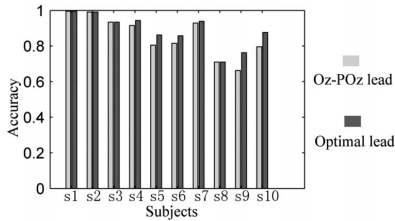 Accuracy
1
0.8
0.6
0.4
0.2
0
s1 s2 s3 s4 s5 s6 s7 s8 s9 s10
Subjects
Oz-POz lead
Optimal lead